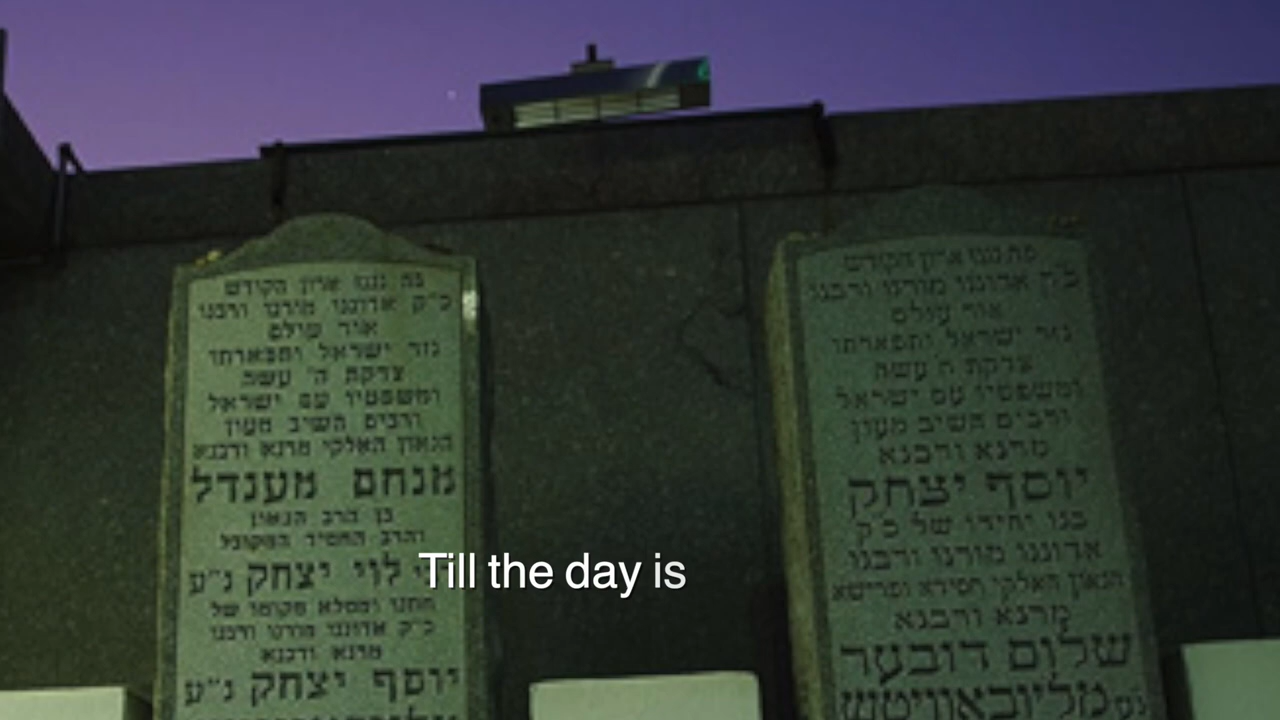 פה נגנז ארון הקודש
כ״ק אדוננו מורנו ורבנו
אור עולם
נזר ישראל ותפארתו
צדקת ה׳ עשה
ומשפטיו עם ישראל
ורבים השיב מעון
הגאון האלקי מרנא ורבנא
מנחם מענדל
בן הרב הגאון
והרב החסיד המקובל
לוי יצחק נ״ע
חתנו וממלא מקומו של
כ״ק אדוננו מורנו ורבנו
מרנא ורבנא
יוסף יצחק נ״ע
פה נגנז ארון הקודש
כ״ק אדוננו מורנו ורבנו
אור עולם
נזר ישראל ותפארתו
צדקת ה׳ עשה
ומשפטיו עם ישראל
ורבים השיב מעון
מרנא ורבנא
יוסף יצחק
בנו יחידו של כ״ק
אדוננו מורנו ורבנו
הגאון האלקי חסידא ופרישא
מרנא ורבנא
שלום דובער
מליובאוויטש
Till the day is